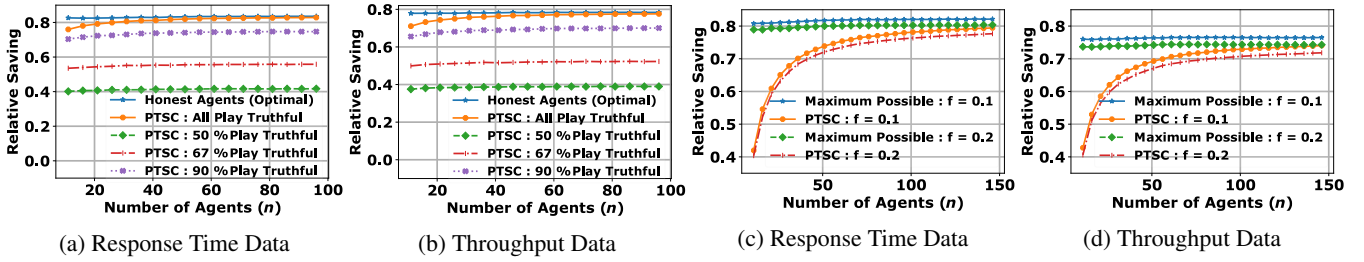 Relative Saving
0.8
0.6
0.4
0.2
0.0
Honest Agents (Optimal)
PTSC : All Play Truthful
PTSC : 50 % Play Truthful
PTSC : 67 % Play Truthful
PTSC : 90 % Play Truthful
20 40 60 80 100
Number of Agents (n)
(a) Response Time Data
Relative Saving
0.8
0.6
0.4
0.2
0.0
Honest Agents (Optimal)
PTSC : All Play Truthful
PTSC : 50 % Play Truthful
PTSC : 67 % Play Truthful
PTSC : 90 % Play Truthful
20 40 60 80 100
Number of Agents (n)
(b) Throughput Data
Relative Saving
0.8
0.7
0.6
0.5
0.4
Maximum Possible : f = 0.1
PTSC : f = 0.1
Maximum Possible : f = 0.2
PTSC : f = 0.2
50 100 150
Number of Agents (n)
(c) Response Time Data
Relative Saving
0.8
0.7
0.6
0.5
0.4
Maximum Possible : f = 0.1
PTSC : f = 0.1
Maximum Possible : f = 0.2
PTSC : f = 0.2
50 100 150
Number of Agents (n)
(d) Throughput Data